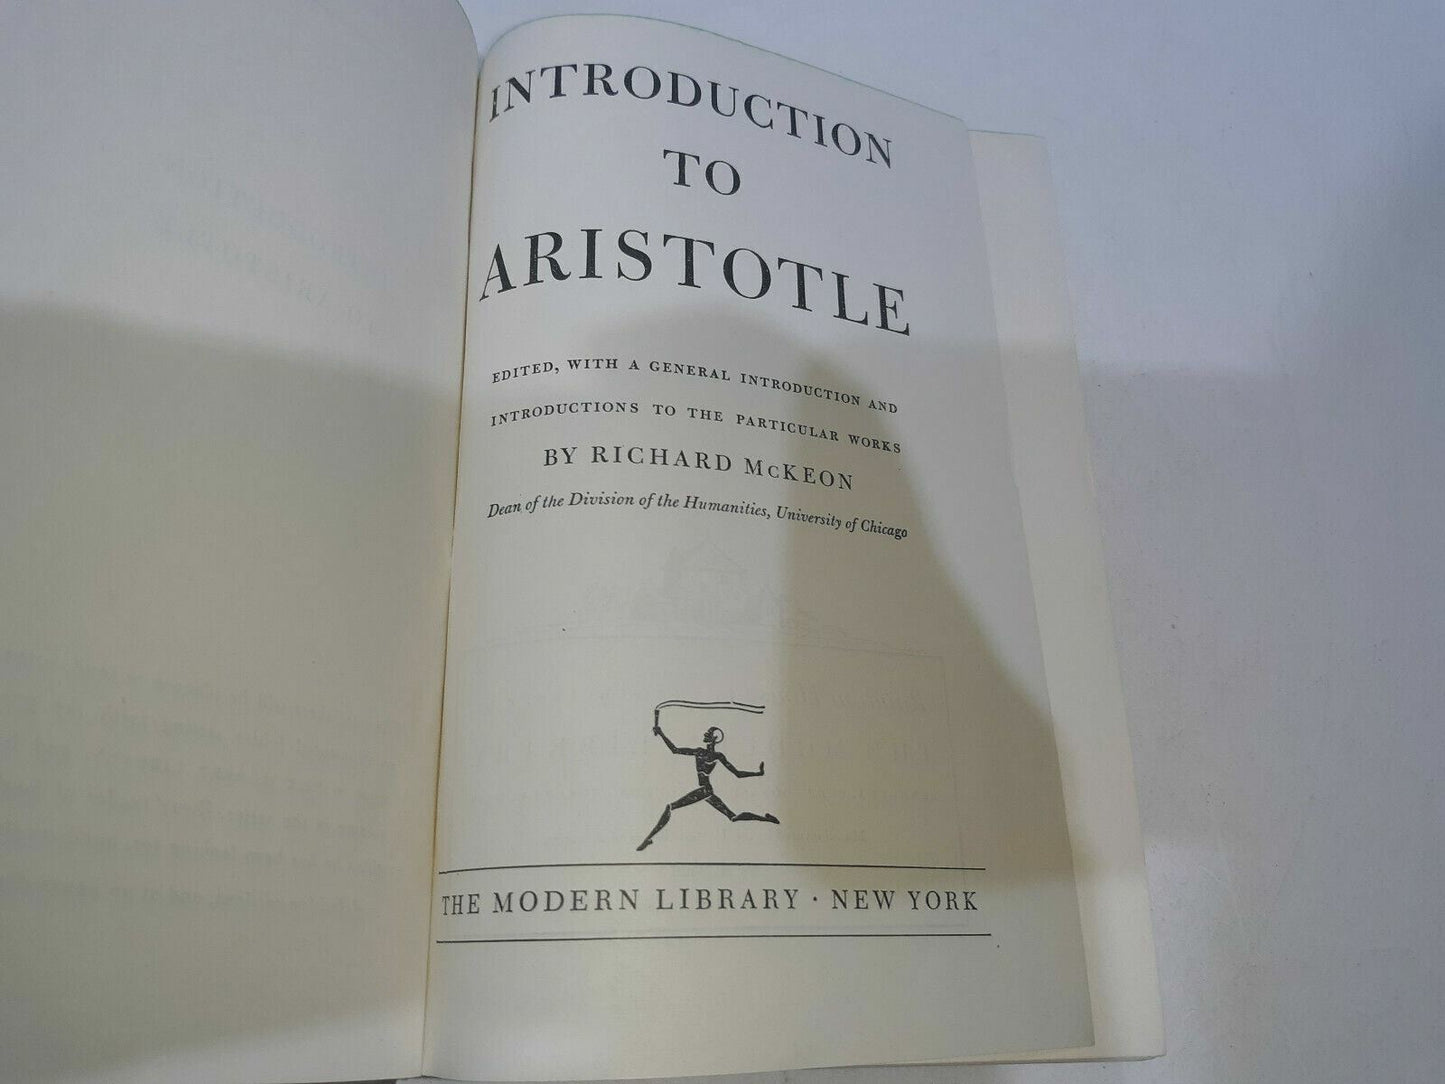 INTRODUCTION
TO
ARISTOTLE
EDITED, WITH A GENERAL INTRODUCTION AND
INTRODUCTIONS TO THE PARTICULAR WORKS
BY RICHARD McKEON
Dean of the Division of the Humanities, University of Chicago
THE MODERN LIBRARY · NEW YORK